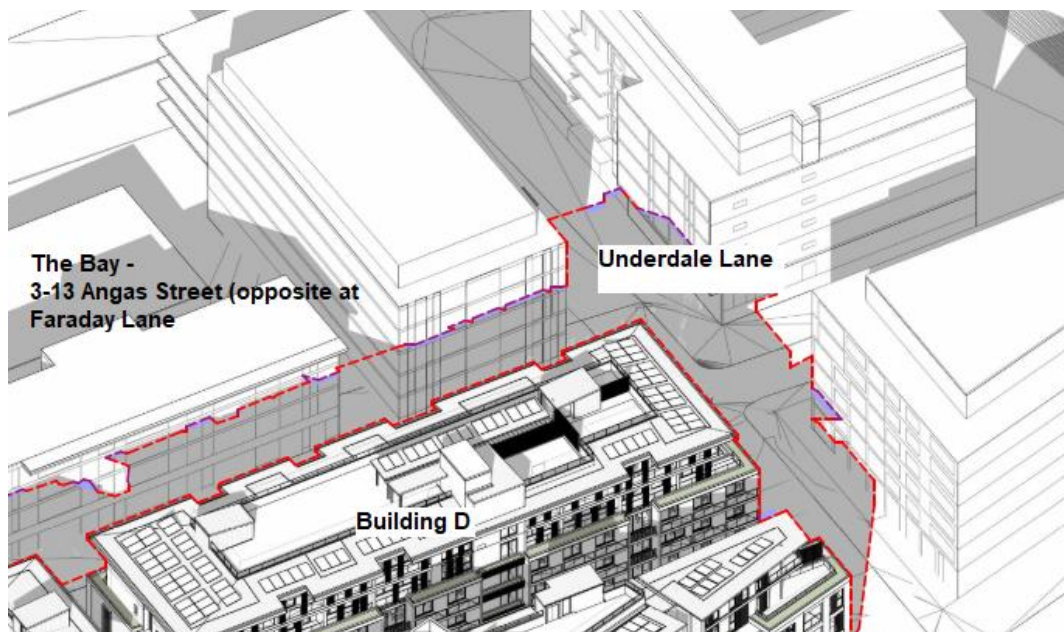 The Bay -
3-13 Angas Street (opposite at
Faraday Lane
Underdale Lane
Building D